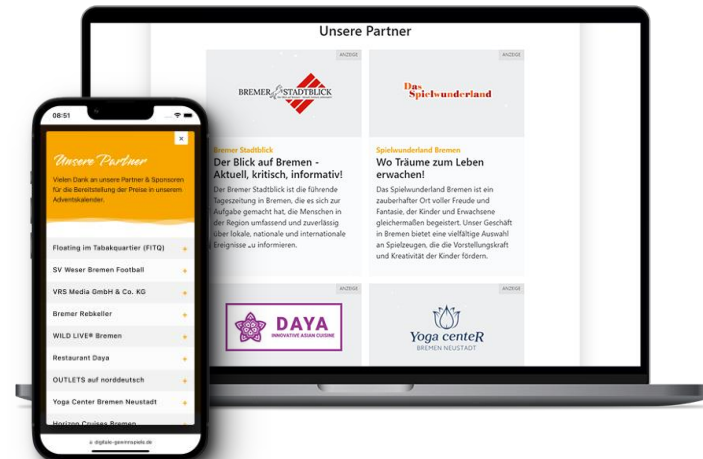 Unsere Partner
ANZEIGE
ANZEIGE
BREMER STADTBLICK
Das
Spielwunderland
Bremer Stadtblick
Der Blick auf Bremen -
Aktuell, kritisch, informativ!
Der Bremer Stadtblick ist die führende
Tageszeitung in Bremen, die es sich zur
Aufgabe gemacht hat, die Menschen in
der Region umfassend und zuverlässig
über lokale, nationale und internationale
Ereignisse „u informieren.
Spielwunderland Bremen
Wo Träume zum Leben
erwachen!
Das Spielwunderland Bremen ist ein
zauberhafter Ort voller Freude und
Fantasie, der Kinder und Erwachsene
gleichermaßen begeistert. Unser Geschäft
in Bremen bietet eine vielfältige Auswahl
an Spielzeugen, die die Vorstellungskraft
und Kreativität der Kinder fördern.
ANZEIGE
ANZEIGE
DAYA
INNOVATIVE ASIAN CUISINE
Yoga centeR
BREMEN NEUSTADT
08:51
×
Unsere Partner
Vielen Dank an unsere Partner & Sponsoren
für die Bereitstellung der Preise in unserem
Adventskalender.
Floating im Tabakquartier (FITQ) +
SV Weser Bremen Football +
VRS Media GmbH & Co. KG +
Bremer Ratskeller +
WILD LIVE® Bremen +
Restaurant Daya +
OUTLETS auf norddeutsch +
Yoga Center Bremen Neustadt +
Horizon Cruises Bremen
digitale-gewinnspiele.de